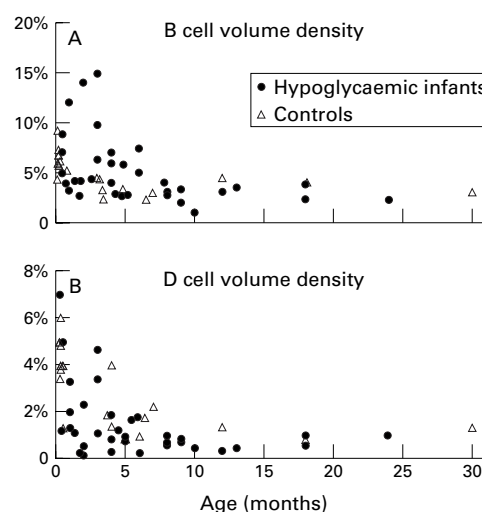 B cell volume density
A
20%
15%
10%
5%
0
Hypoglycaemic infants
Controls
D cell volume density
B
8%
6%
4%
2%
0
0 5 10 15 20 25 30
Age (months)